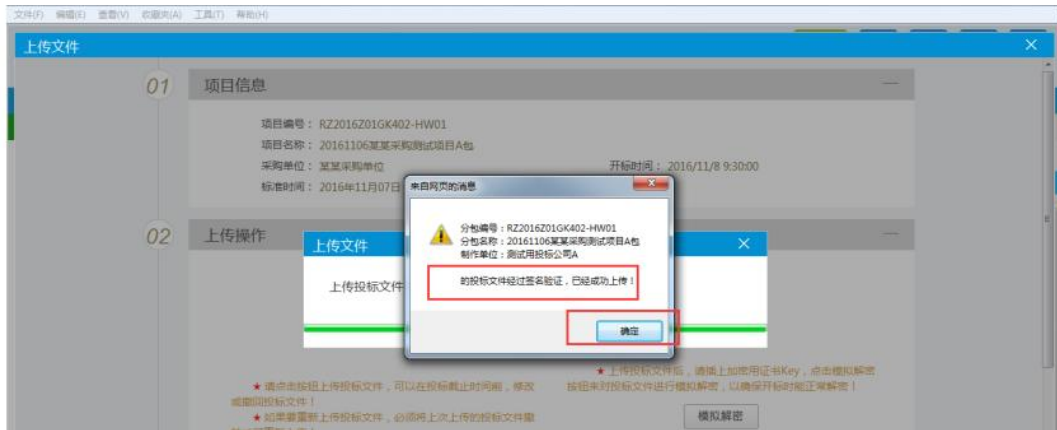 文件(F) 编辑(E) 查看(V) 收藏夹(A) 工具(T) 帮助(H)
上传文件
01 项目信息
项目编号： RZ2016Z01GK402-HW01
项目名称： 20161106某某采购测试项目A包
采购单位： 某某采购单位 开标时间： 2016/11/8 9:30:00
标准时间： 2016年11月07日
来自网页的消息
分包编号：RZ2016Z01GK402-HW01
分包名称：20161106某某采购测试项目A包
制作单位：测试用投标公司A
的投标文件经过签名验证，已经成功上传！
确定
02 上传操作
上传文件
上传投标文件
★ 请点击按钮上传投标文件，可以在投标截止时间前，修改
或撤回投标文件！
★ 如果要重新上传投标文件，必须将上次上传的投标文件撤
★ 上传投标文件后，请插上加密用证书Key，点击模拟解密
按钮来对投标文件进行模拟解密，以确保开标时能正常解密！
模拟解密